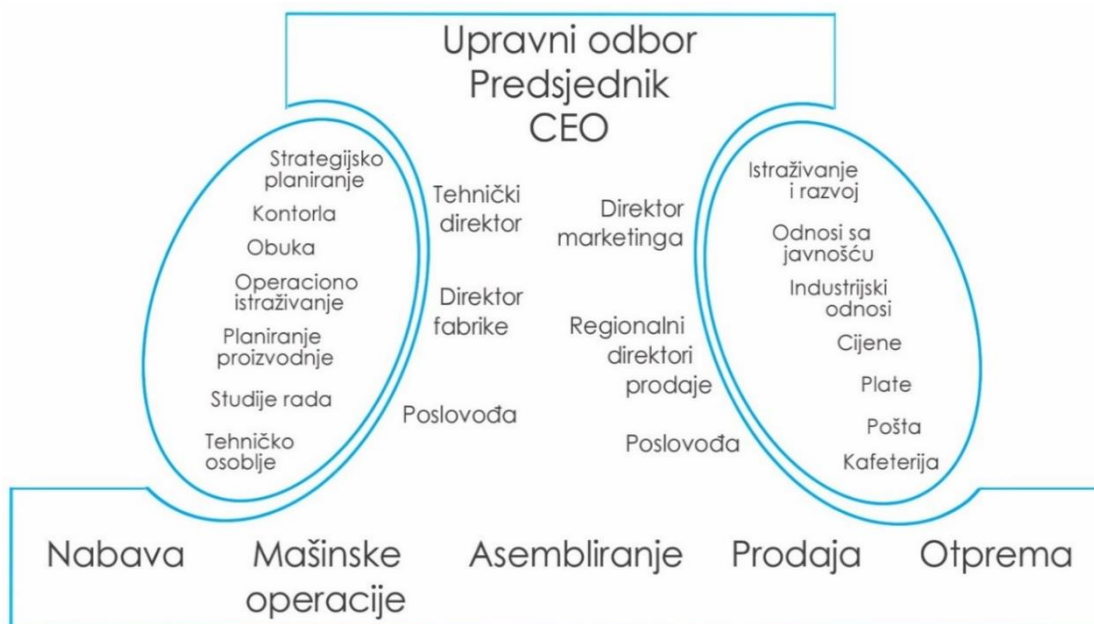 Upravni odbor
Predsjednik
CEO
Strategijsko
planiranje
Kontorla
Obuka
Operaciono
istraživanje
Planiranje
proizvodnje
Studije rada
Tehničko
osoblje
Tehnički
direktor
Direktor
fabrike
Poslovođa
Direktor
marketinga
Regionalni
direktori
prodaje
Poslovođa
Istraživanje
i razvoj
Odnosi sa
javnošću
Industrijski
odnosi
Cijene
Plate
Pošta
Kafeterija
Nabava
Mašinske
operacije
Asembliranje
Prodaja
Otprema